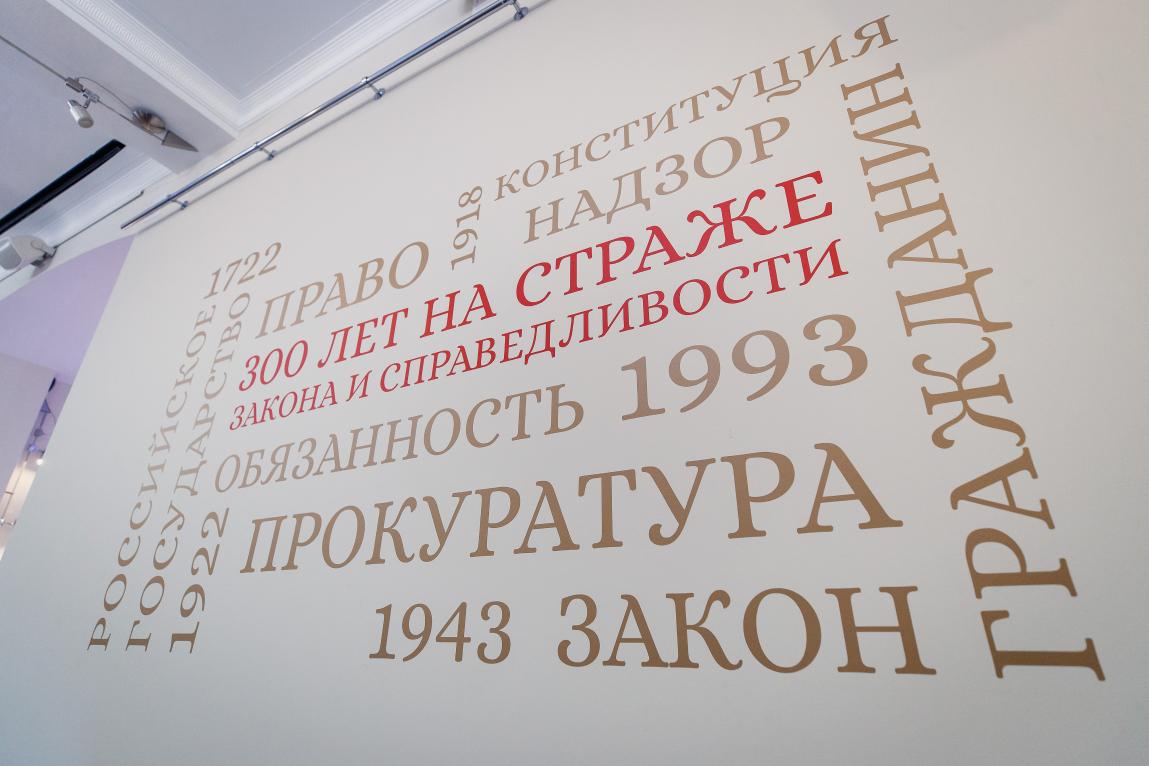 КОНСТИТУЦИЯ
1918
НАДЗОР
1722
ПРАВО
300 ЛЕТ НА СТРАЖЕ
ЗАКОНА И СПРАВЕДЛИВОСТИ
ОБЯЗАННОСТЬ 1993
ПРОКУРАТУРА
1943 ЗАКОН
РОССИЙСКОЕ
ГОСУДАРСТВО
1922
ГРАЖДАНИН